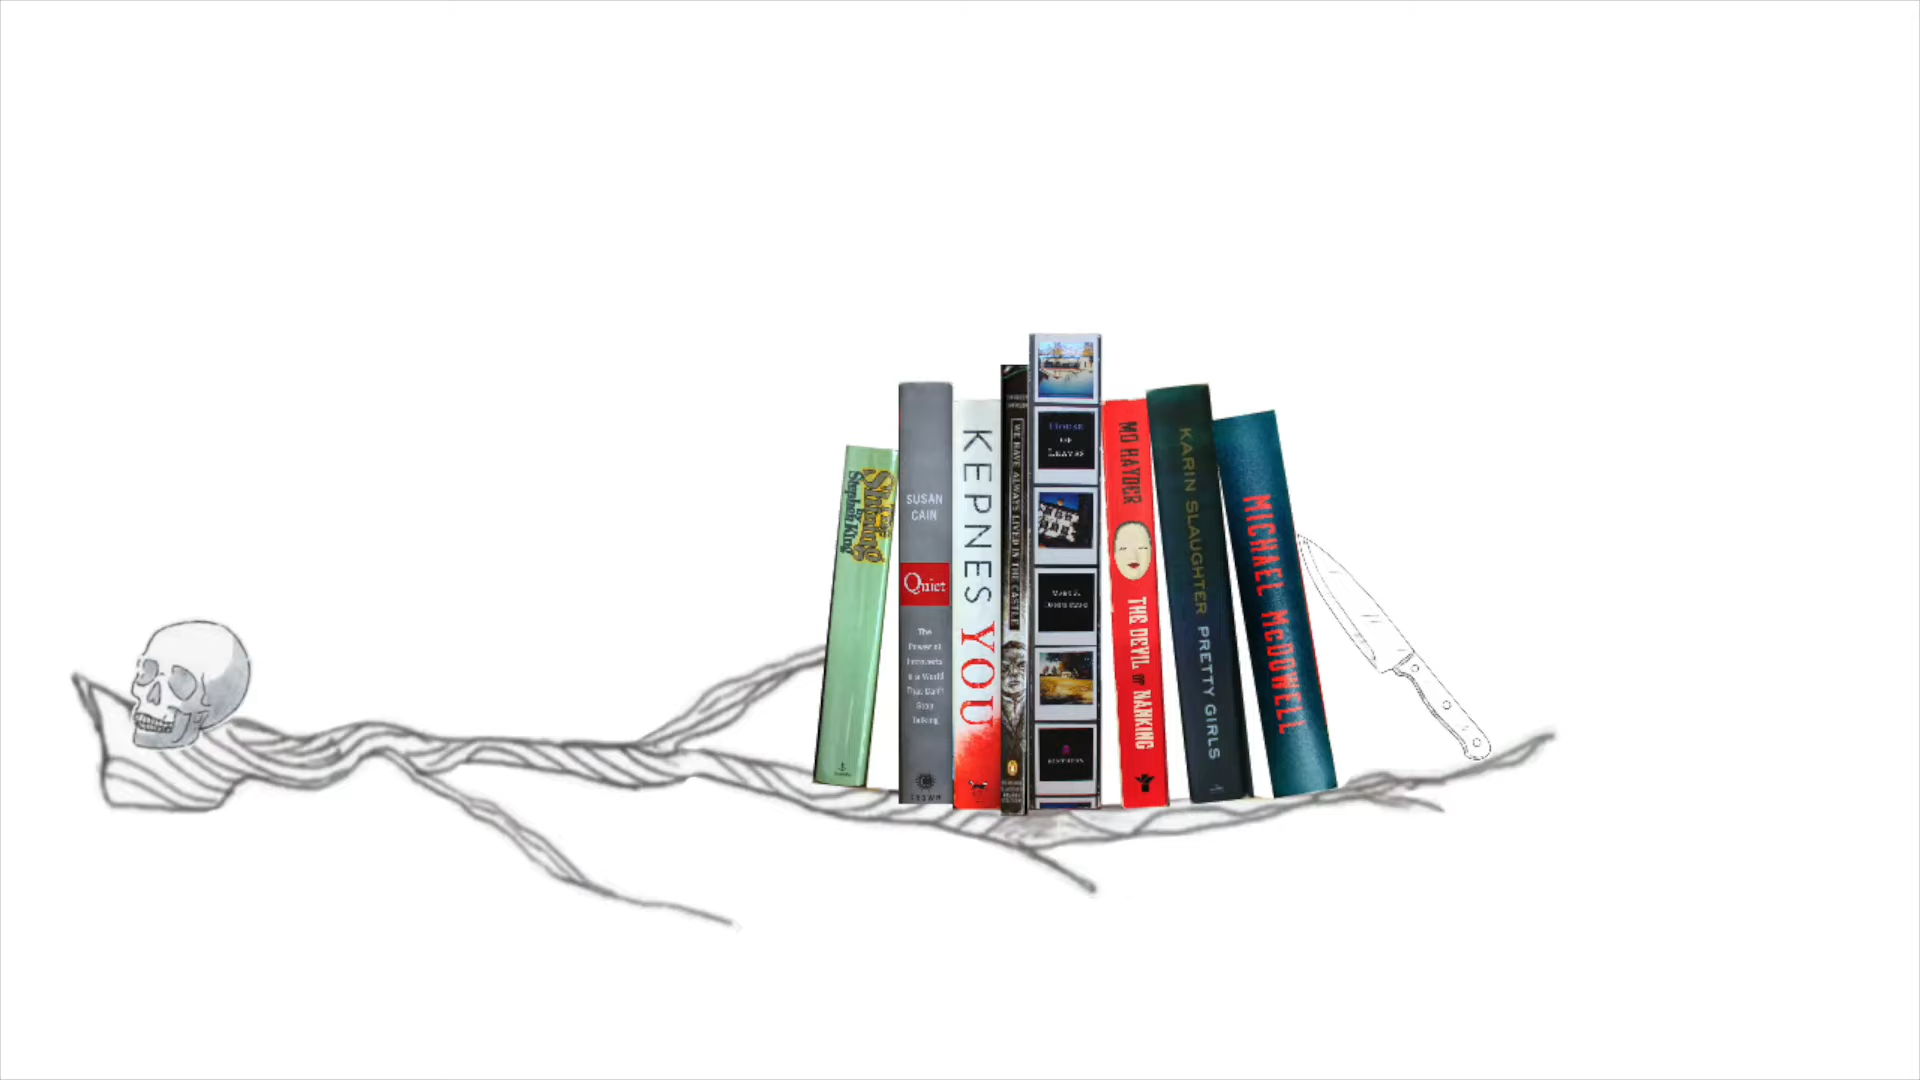 The
Shining
by
Stephen King
SUSAN
CAIN
Quiet
The
Power of
Introverts
in a World
That Can't
Stop
Talking
CROWN
KEPNES YOU
WE HAVE ALWAYS LIVED IN THE CASTLE
HOUSE
OF
LEAVES
MO HAYDER
THE DEVIL OF NANKING
KARIN SLAUGHTER PRETTY GIRLS
MICHAEL McDOWELL